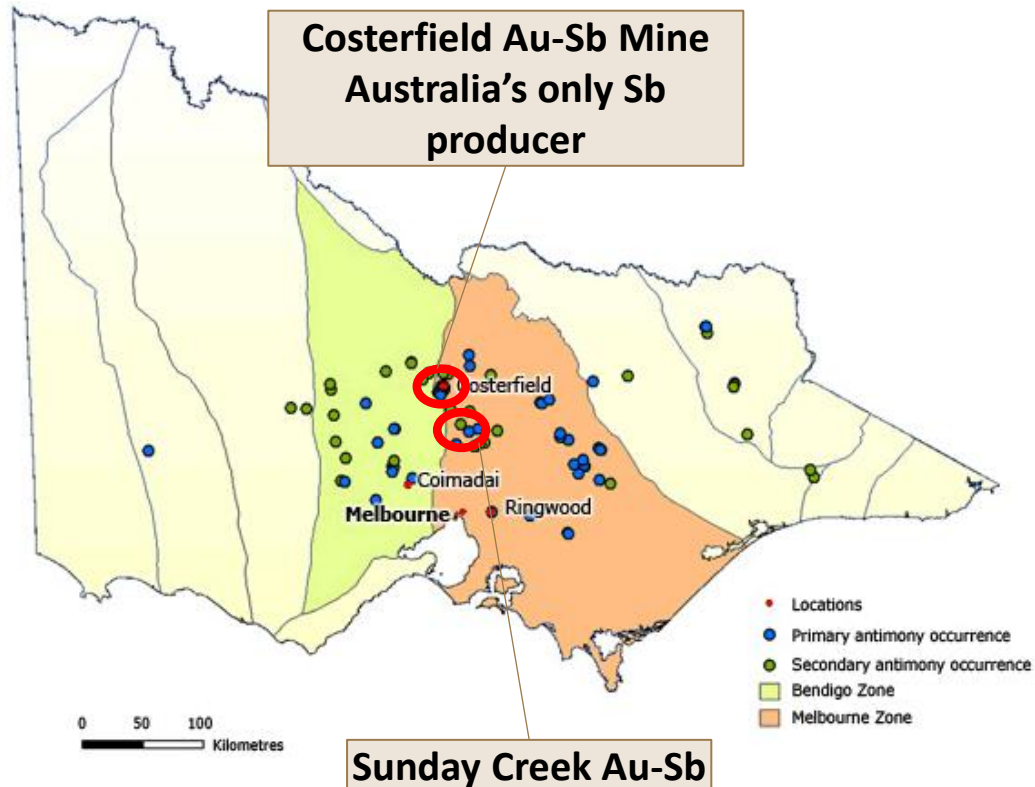 Costerfield Au-Sb Mine
Australia's only Sb
producer
Costerfield
Coimadai
Melbourne
Ringwood
Locations
Primary antimony occurrence
Secondary antimony occurrence
Bendigo Zone
Melbourne Zone
0 50 100
Kilometres
Sunday Creek Au-Sb